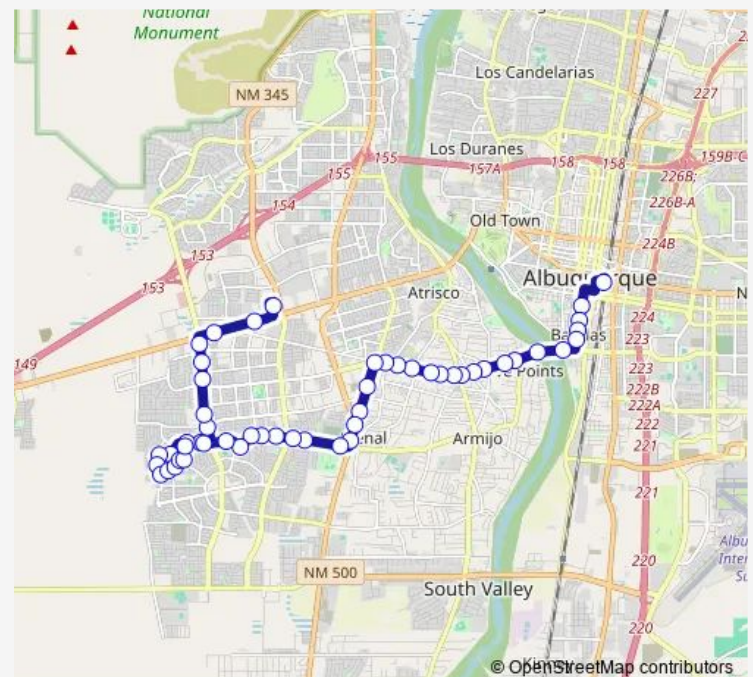 National
Monument
NM 345
Los Candelarias
227
Los Duranes
155
155
157A
158
158
159B-C
226B;
226B-A
154
Old Town
224B
153
153
Atrisco
Albuquerque
224
149
223
223
222B
222A
222
221
Armijo
221
NM 500
220
South Valley
220
© OpenStreetMap contributors